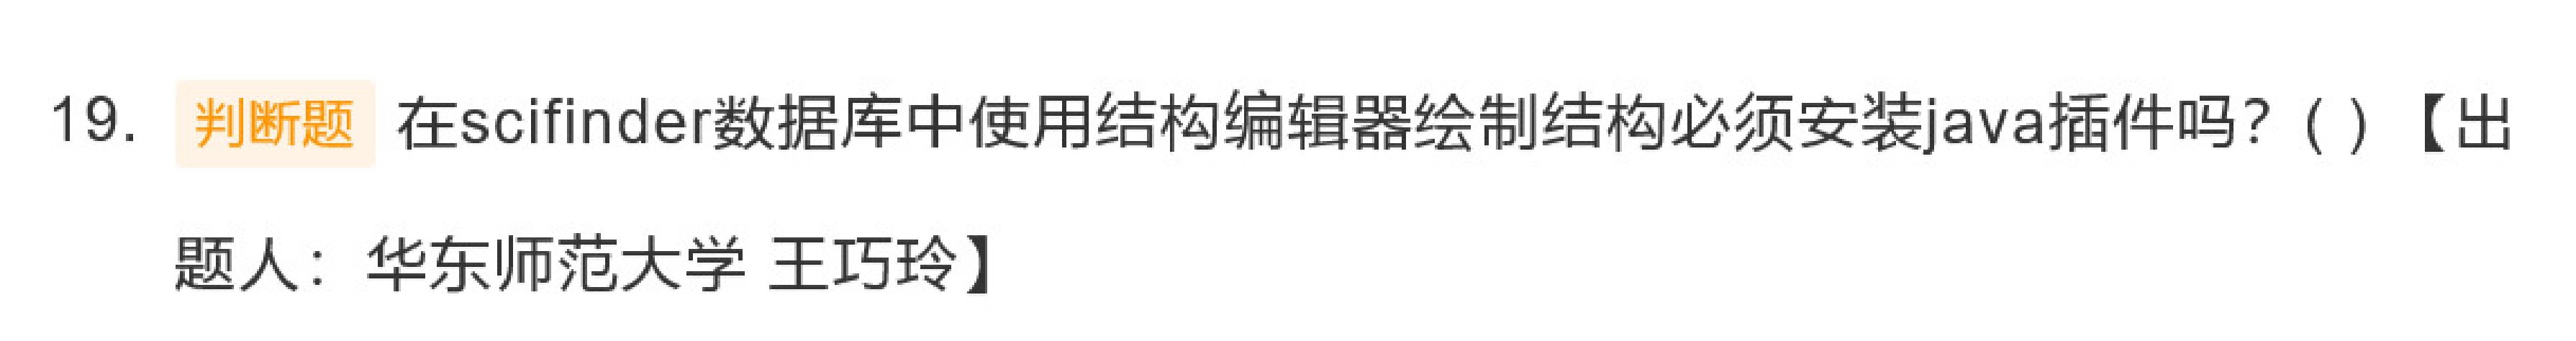 19. 判断题 在scifinder数据库中使用结构编辑器绘制结构必须安装java插件吗? ( ) 【出
题人：华东师范大学 王巧玲】